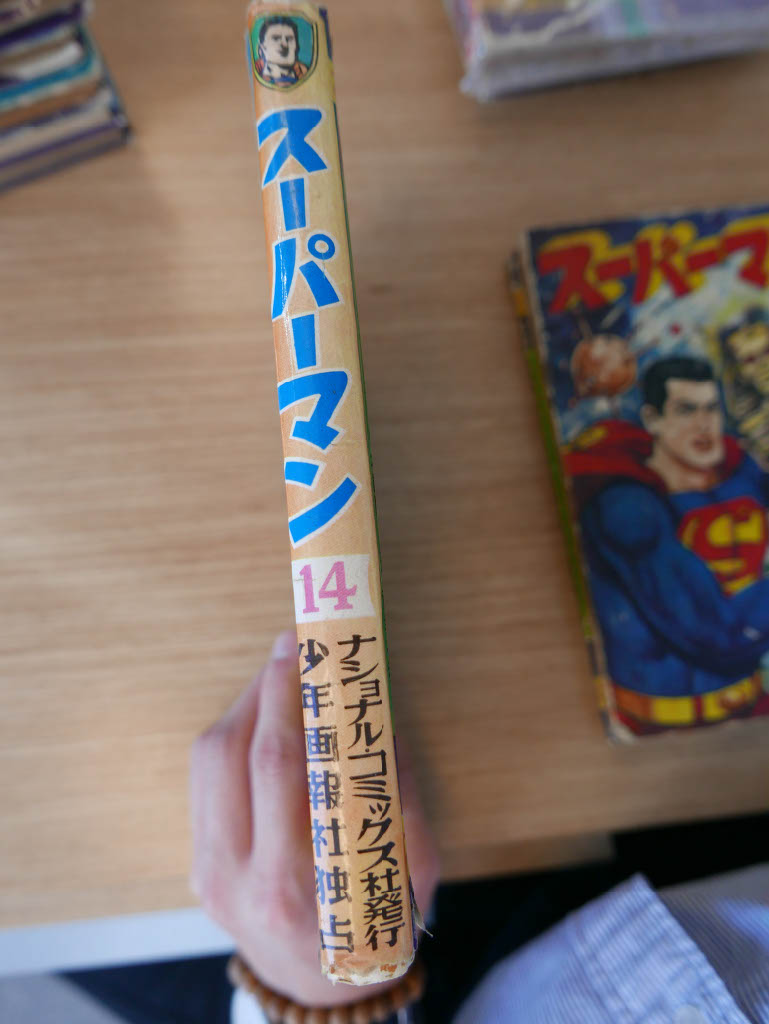 スーパーマン
14
ナショナル・コミックス社発行
少年画報社独占
スーパーマ
S